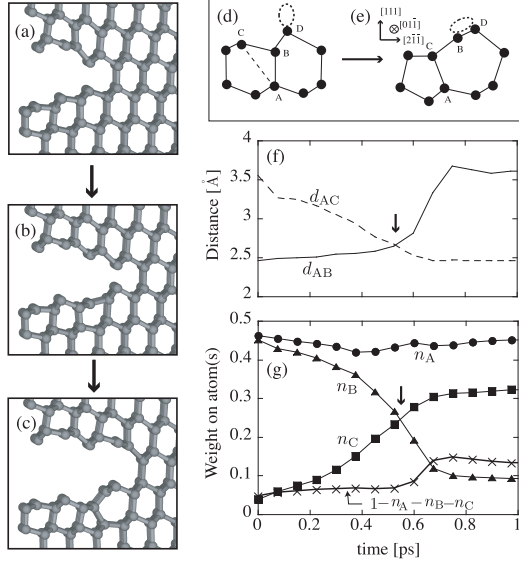 (a)
(b)
(c)
(d)
C
D
B
A
(e)
[111]
⊗[01̄1̄]
[2̄1̄1̄]
C
B
D
A
(f)
Distance [Å]
4
3.5
3
2.5
2
d_AC
d_AB
(g)
Weight on atom(s)
0.5
0.4
0.3
0.2
0.1
0
n_A
n_B
n_C
1−n_A−n_B−n_C
0 0.2 0.4 0.6 0.8 1
time [ps]